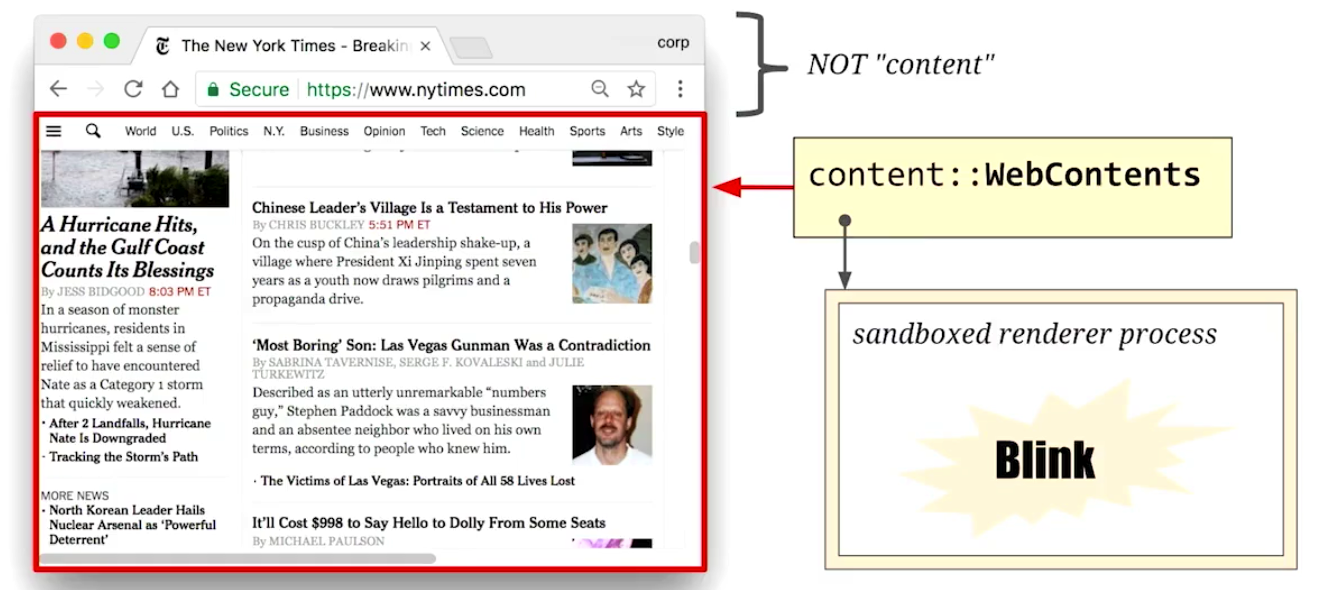 The New York Times - Breakin
corp
Secure
https://www.nytimes.com
World U.S. Politics N.Y. Business Opinion Tech Science Health Sports Arts Style
A Hurricane Hits,
and the Gulf Coast
Counts Its Blessings
By JESS BIDGOOD 8:03 PM ET
In a season of monster
hurricanes, residents in
Mississippi felt a sense of
relief to have encountered
Nate as a Category 1 storm
that quickly weakened.
· After 2 Landfalls, Hurricane
Nate Is Downgraded
· Tracking the Storm's Path
MORE NEWS
· North Korean Leader Hails
Nuclear Arsenal as ‘Powerful
Deterrent’
Chinese Leader’s Village Is a Testament to His Power
By CHRIS BUCKLEY 5:51 PM ET
On the cusp of China’s leadership shake-up, a
village where President Xi Jinping spent seven
years as a youth now draws pilgrims and a
propaganda drive.
‘Most Boring’ Son: Las Vegas Gunman Was a Contradiction
By SABRINA TAVERNISE, SERGE F. KOVALESKI and JULIE
TURKEWITZ
Described as an utterly unremarkable “numbers
guy,” Stephen Paddock was a savvy businessman
and an absentee neighbor who lived on his own
terms, according to people who knew him.
· The Victims of Las Vegas: Portraits of All 58 Lives Lost
It’ll Cost $998 to Say Hello to Dolly From Some Seats
By MICHAEL PAULSON
NOT "content"
content::WebContents
sandboxed renderer process
Blink